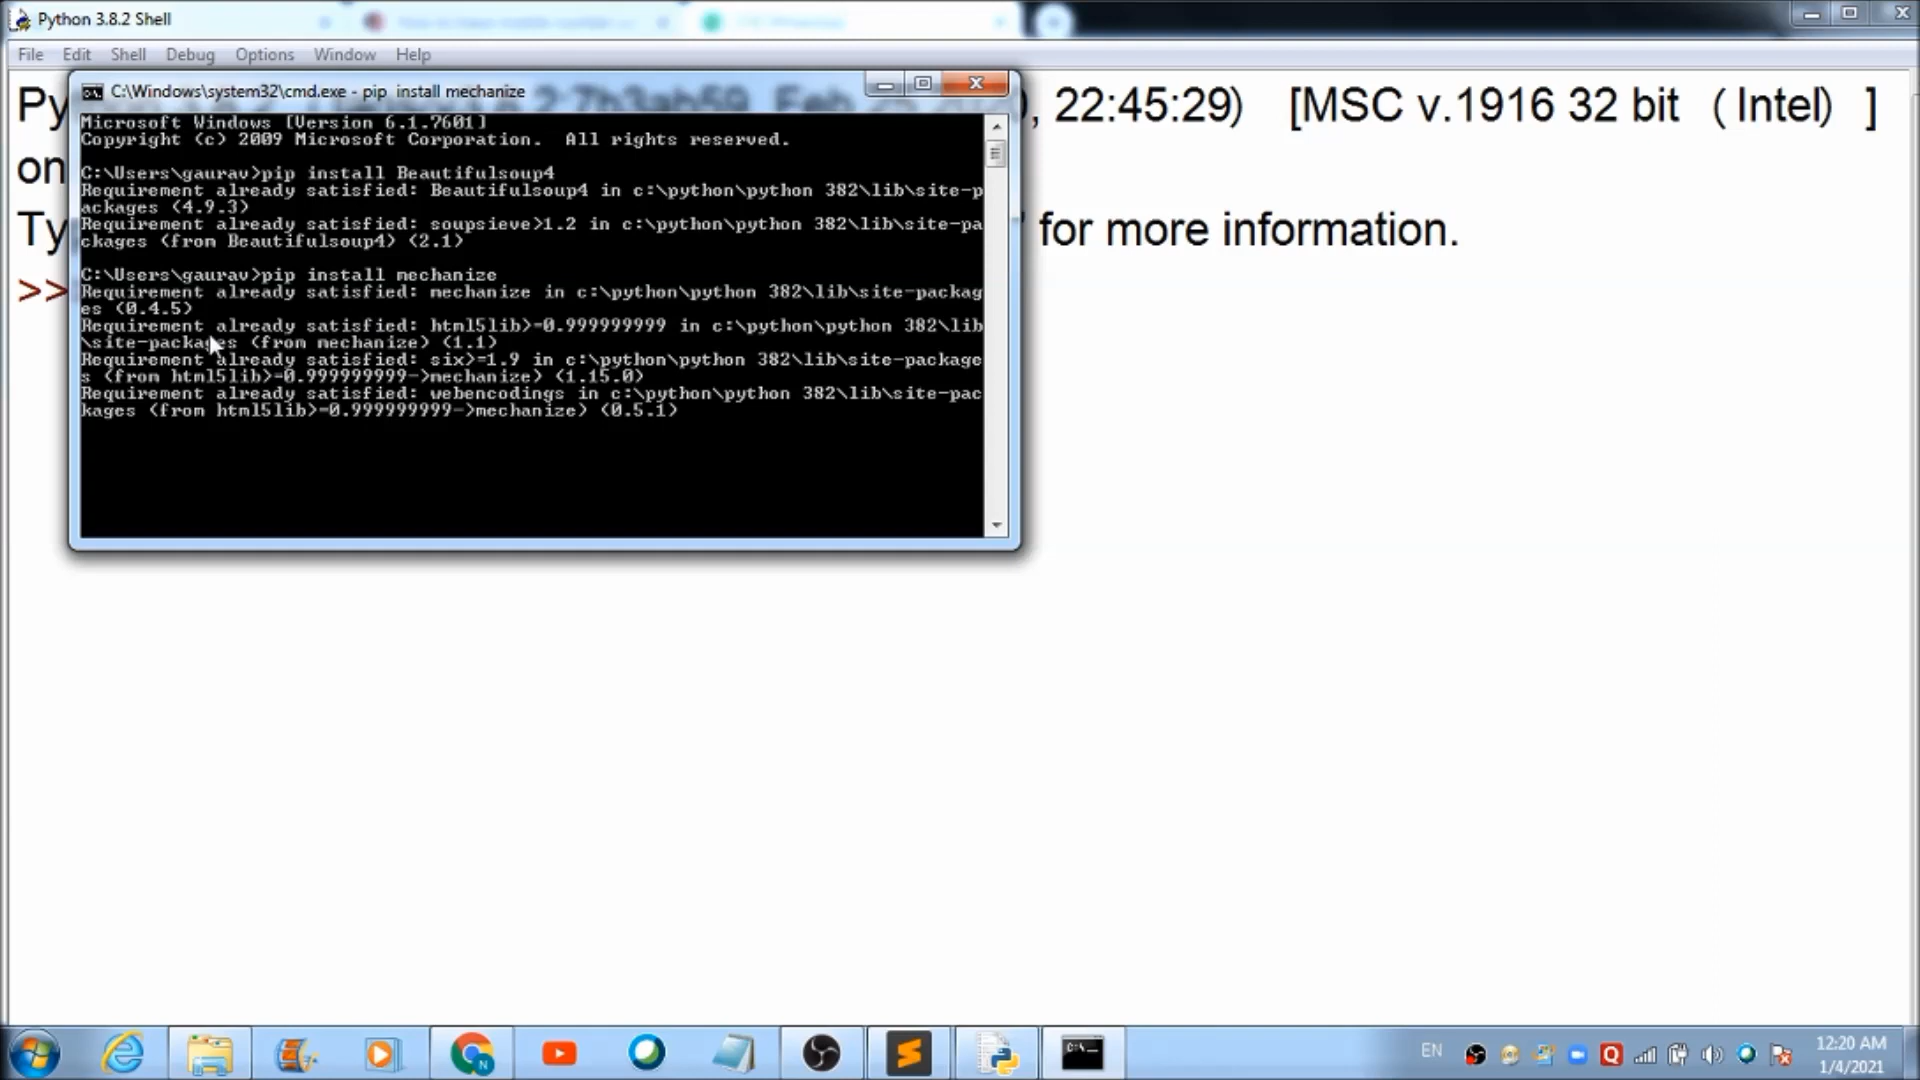 Python 3.8.2 Shell
File Edit Shell Debug Options Window Help
C:\Windows\system32\cmd.exe - pip install mechanize
22:45:29) [MSC v.1916 32 bit (Intel) ]
on
for more information.
>>
Microsoft Windows [Version 6.1.7601]
Copyright (c) 2009 Microsoft Corporation. All rights reserved.
C:\Users\gaurav>pip install Beautifulsoup4
Requirement already satisfied: Beautifulsoup4 in c:\python\python 382\lib\site-p
ackages (4.9.3)
Requirement already satisfied: soupsieve>1.2 in c:\python\python 382\lib\site-pa
ckages (from Beautifulsoup4) (2.1)
C:\Users\gaurav>pip install mechanize
Requirement already satisfied: mechanize in c:\python\python 382\lib\site-packag
es (0.4.5)
Requirement already satisfied: html5lib>=0.999999999 in c:\python\python 382\lib
\site-packages (from mechanize) (1.1)
Requirement already satisfied: six>=1.9 in c:\python\python 382\lib\site-package
s (from html5lib>=0.999999999->mechanize) (1.15.0)
Requirement already satisfied: webencodings in c:\python\python 382\lib\site-pac
kages (from html5lib>=0.999999999->mechanize) (0.5.1)
EN
12:20 AM
1/4/2021